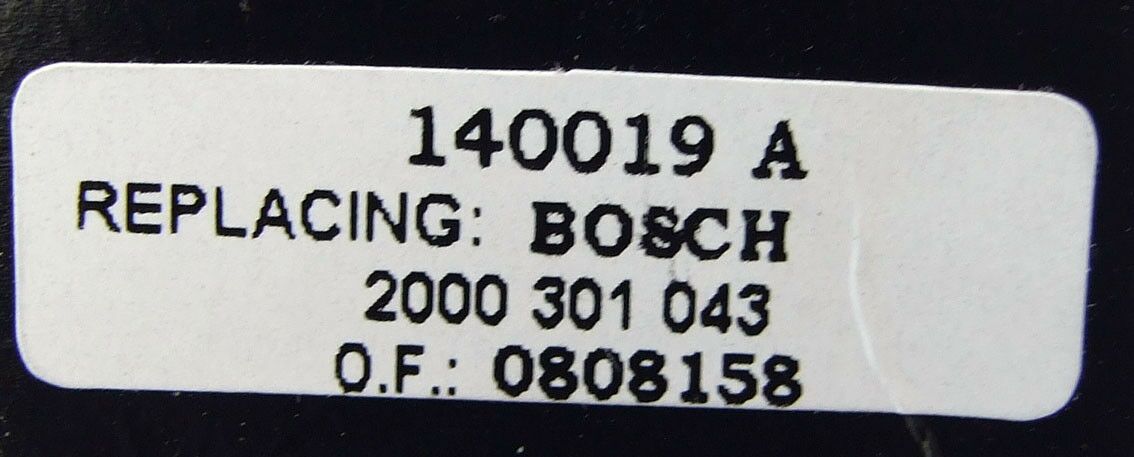 140019 A
REPLACING: BOSCH
2000 301 043
O.F.: 0808158